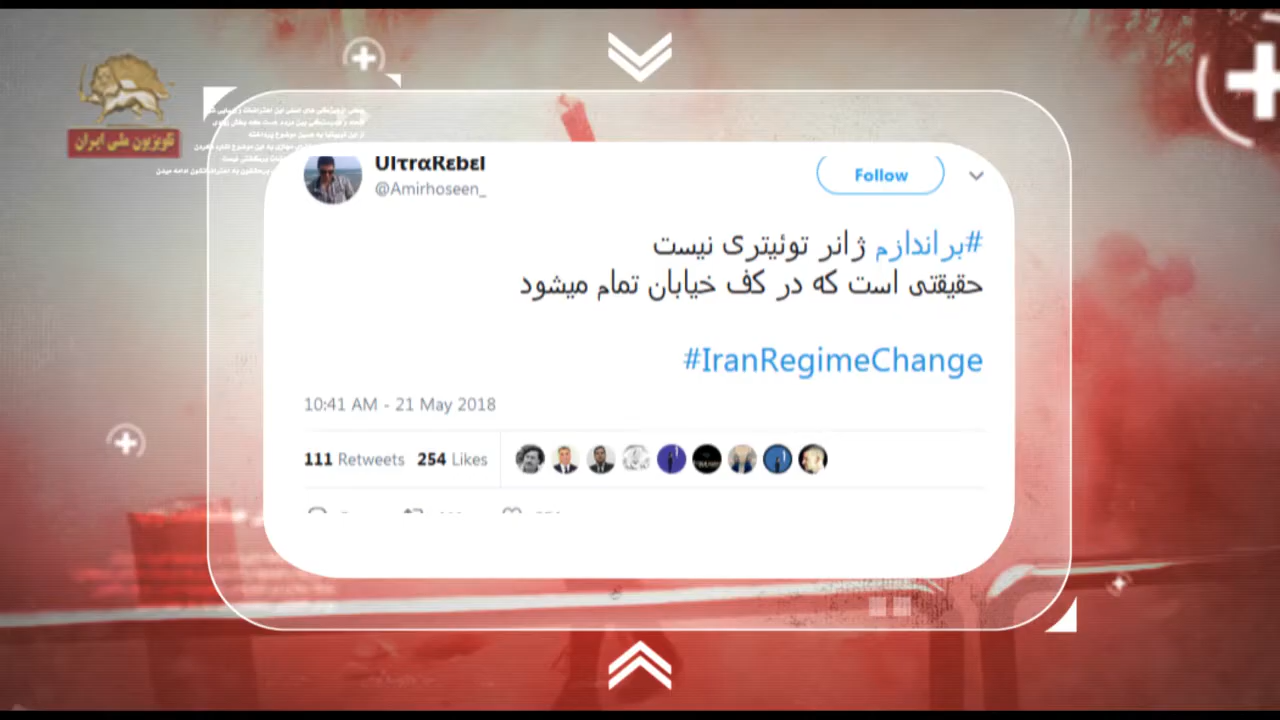 تلویزیون ملی ایران
UlτrαRεbεl
@Amirhoseen_
Follow
#براندازم ژانر توئیتری نیست
حقیقتی است که در کف خیابان تمام میشود
#IranRegimeChange
10:41 AM - 21 May 2018
111 Retweets 254 Likes